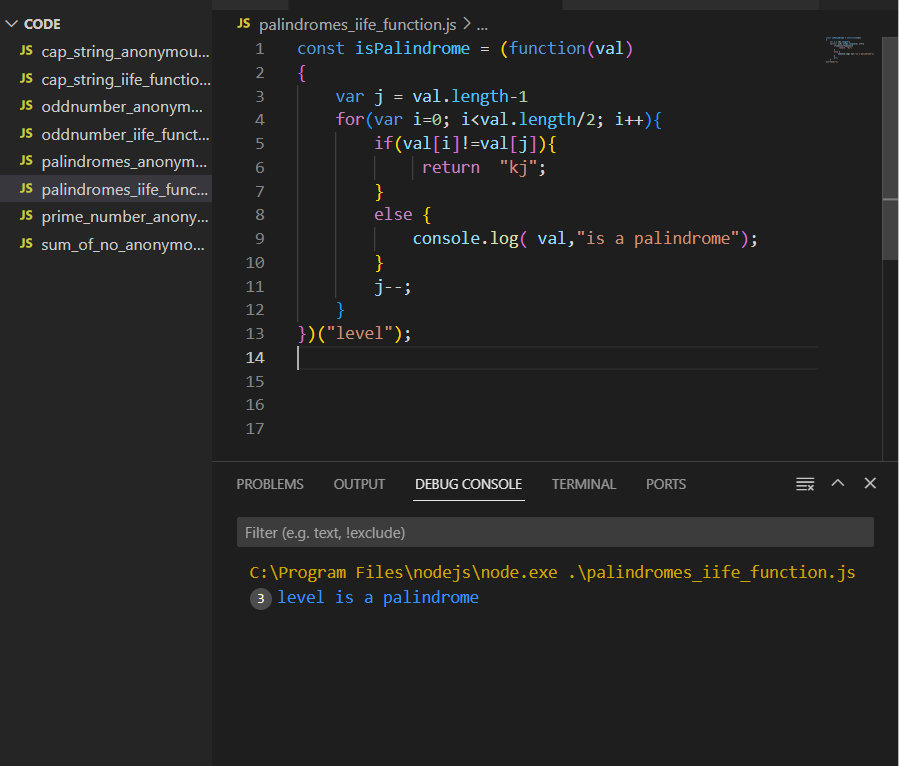 CODE
JS cap_string_anonymou...
JS cap_string_iife_functio...
JS oddnumber_anonym...
JS oddnumber_iife_funct...
JS palindromes_anonym...
JS palindromes_iife_func...
JS prime_number_anony...
JS sum_of_no_anonymo...
JS palindromes_iife_function.js > ...
1 const isPalindrome = (function(val)
2 {
3 var j = val.length-1
4 for(var i=0; i<val.length/2; i++){
5 if(val[i]!=val[j]){
6 return  "kj";
7 }
8 else {
9 console.log( val,"is a palindrome");
10 }
11 j--;
12 }
13 })("level");
14
15
16
17
PROBLEMS OUTPUT DEBUG CONSOLE TERMINAL PORTS
Filter (e.g. text, !exclude)
C:\Program Files\nodejs\node.exe .\palindromes_iife_function.js
3 level is a palindrome